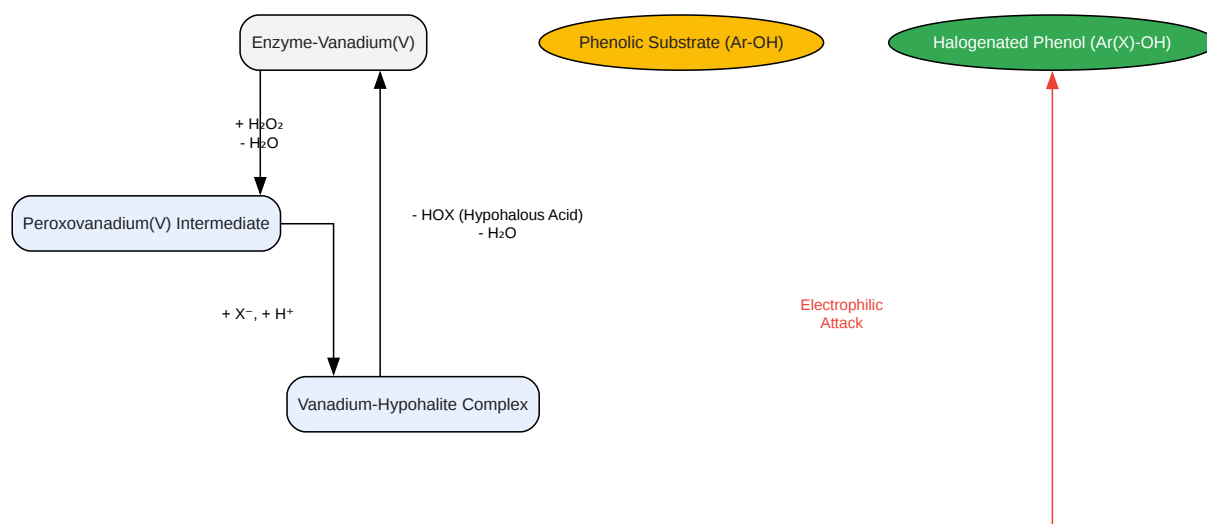 Enzyme-Vanadium(V)
Phenolic Substrate (Ar-OH)
Halogenated Phenol (Ar(X)-OH)
+ H₂O₂
- H₂O
Peroxovanadium(V) Intermediate
- HOX (Hypohalous Acid)
- H₂O
+ X⁻, + H⁺
Electrophilic
Attack
Vanadium-Hypohalite Complex